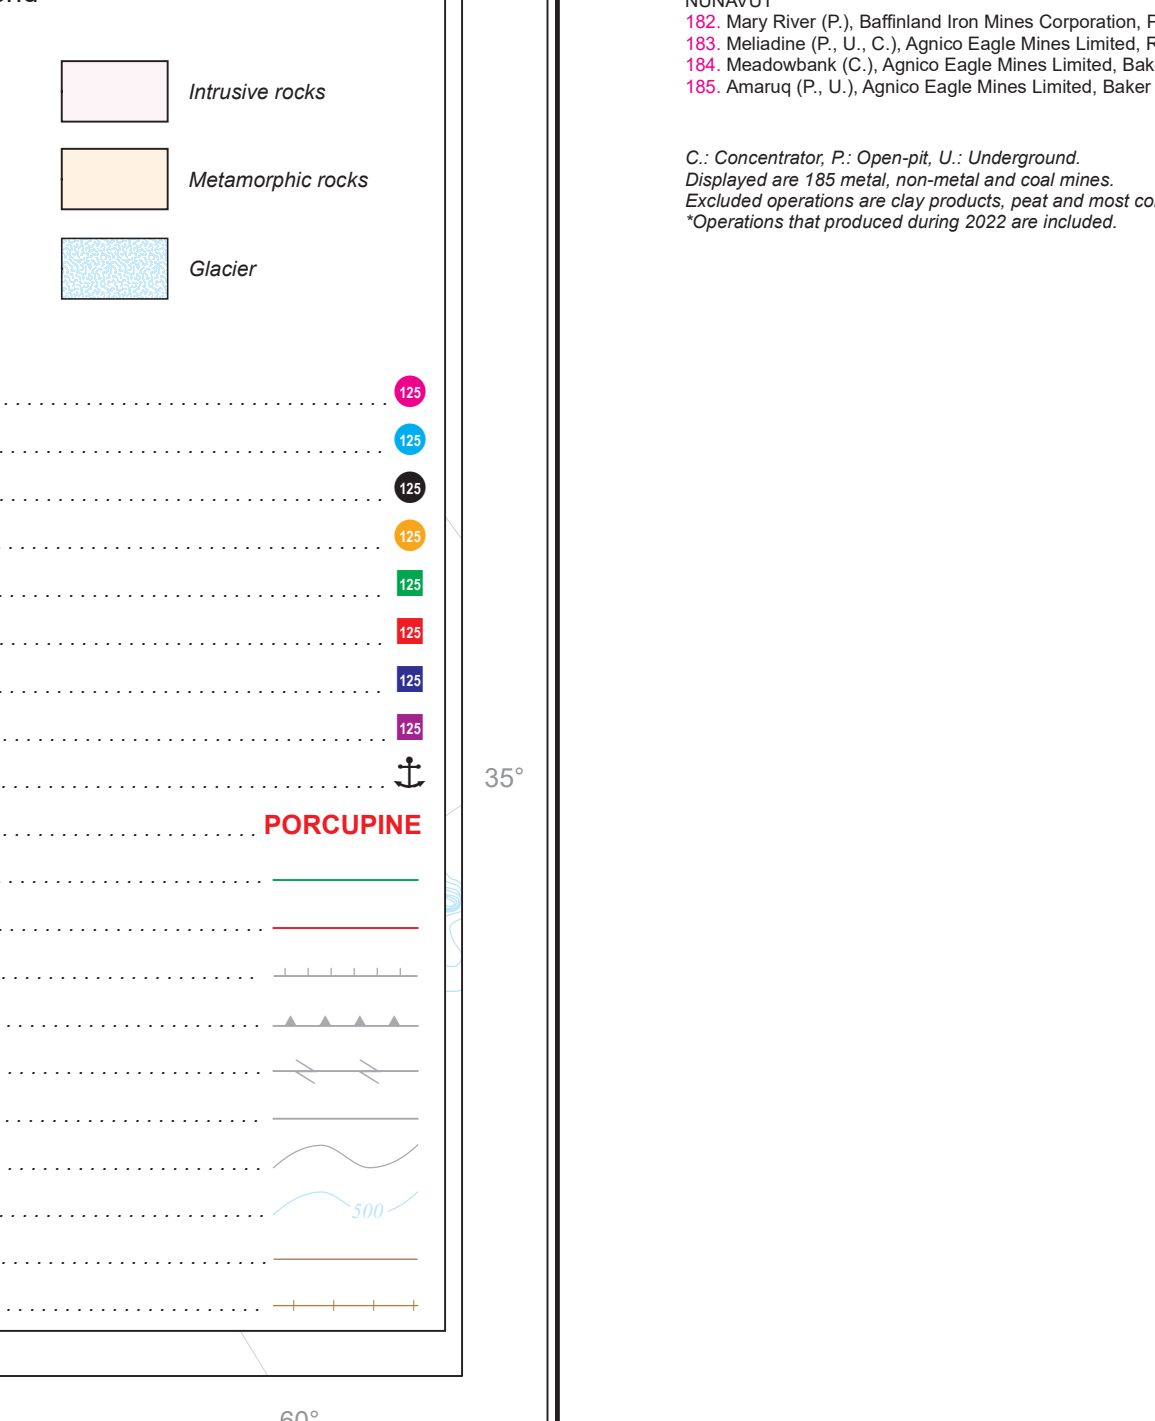 NUNAVUT
182. Mary River (P.), Baffinland Iron Mines Corporation,
183. Meliadine (P., U., C.), Agnico Eagle Mines Limited,
184. Meadowbank (C.), Agnico Eagle Mines Limited,
185. Amaruq (P., U.), Agnico Eagle Mines Limited, Baker
C.: Concentrator, P.: Open-pit, U.: Underground.
Displayed are 185 metal, non-metal and coal mines.
Excluded operations are clay products, peat and most
*Operations that produced during 2022 are included.
Intrusive rocks
Metamorphic rocks
Glacier
125
125
125
125
125
125
125
125
35°
PORCUPINE
500
60°